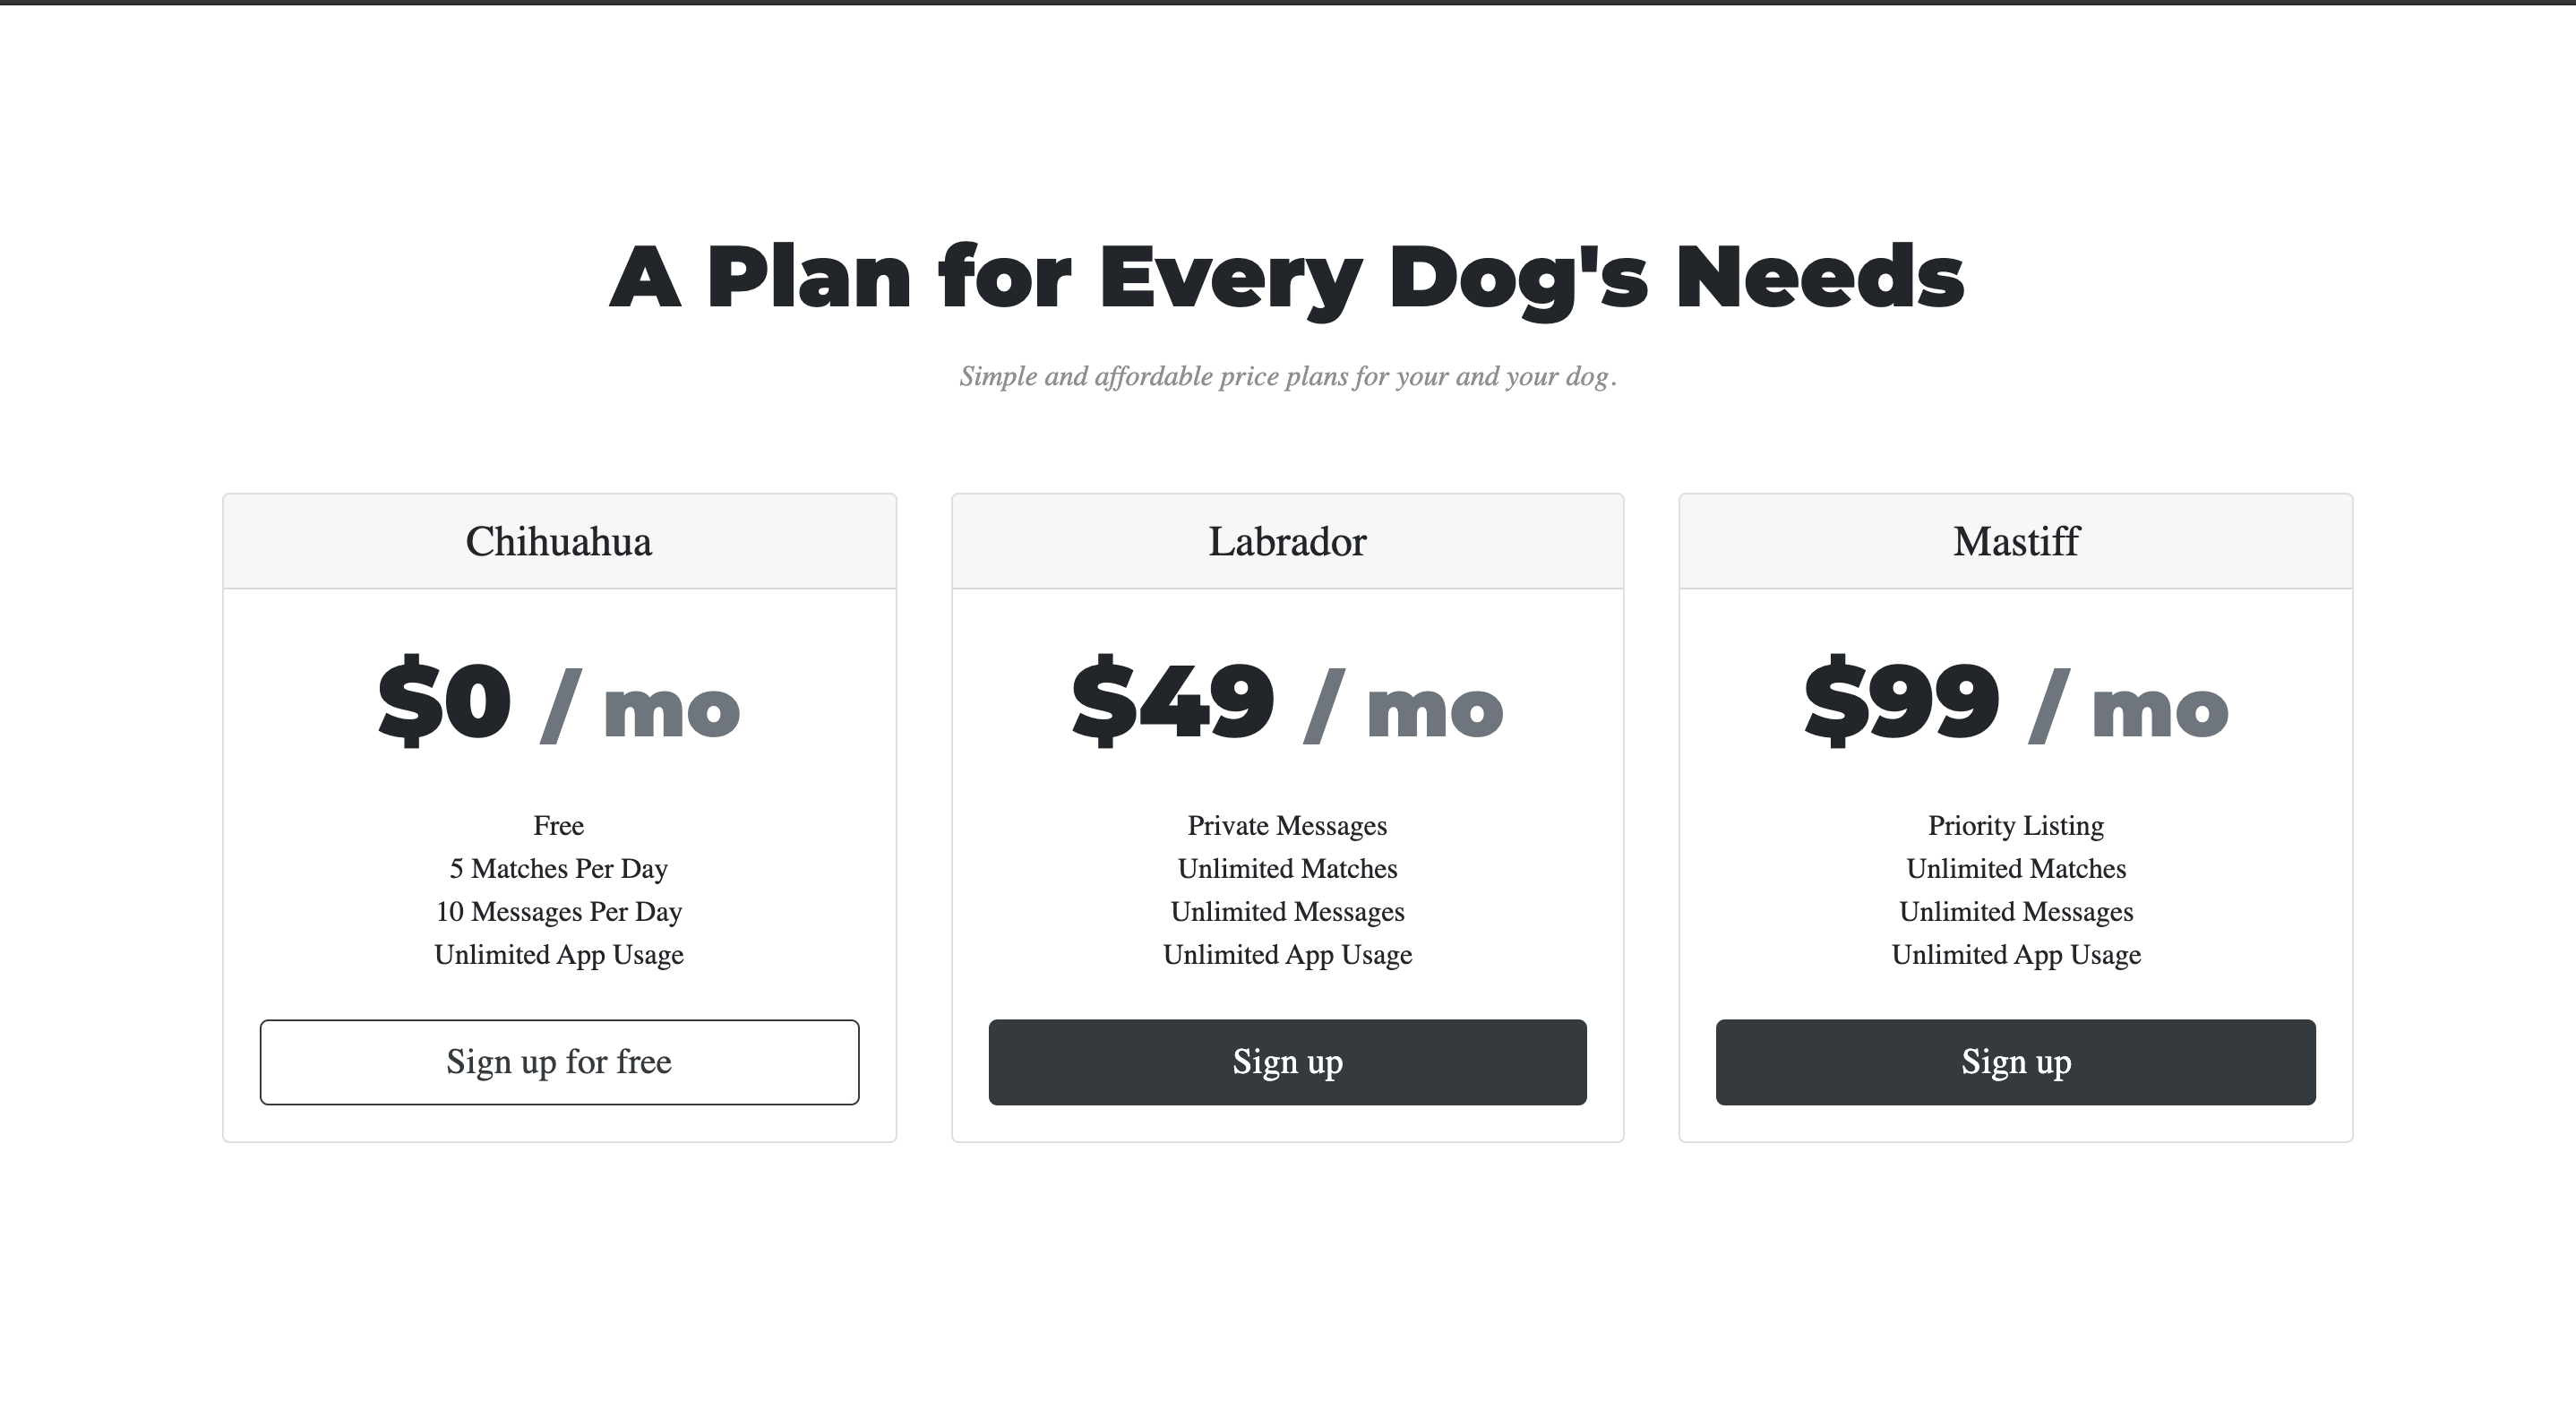 A Plan for Every Dog's Needs
Simple and affordable price plans for your and your dog.
Chihuahua
$0 / mo
Free
5 Matches Per Day
10 Messages Per Day
Unlimited App Usage
Sign up for free
Labrador
$49 / mo
Private Messages
Unlimited Matches
Unlimited Messages
Unlimited App Usage
Sign up
Mastiff
$99 / mo
Priority Listing
Unlimited Matches
Unlimited Messages
Unlimited App Usage
Sign up